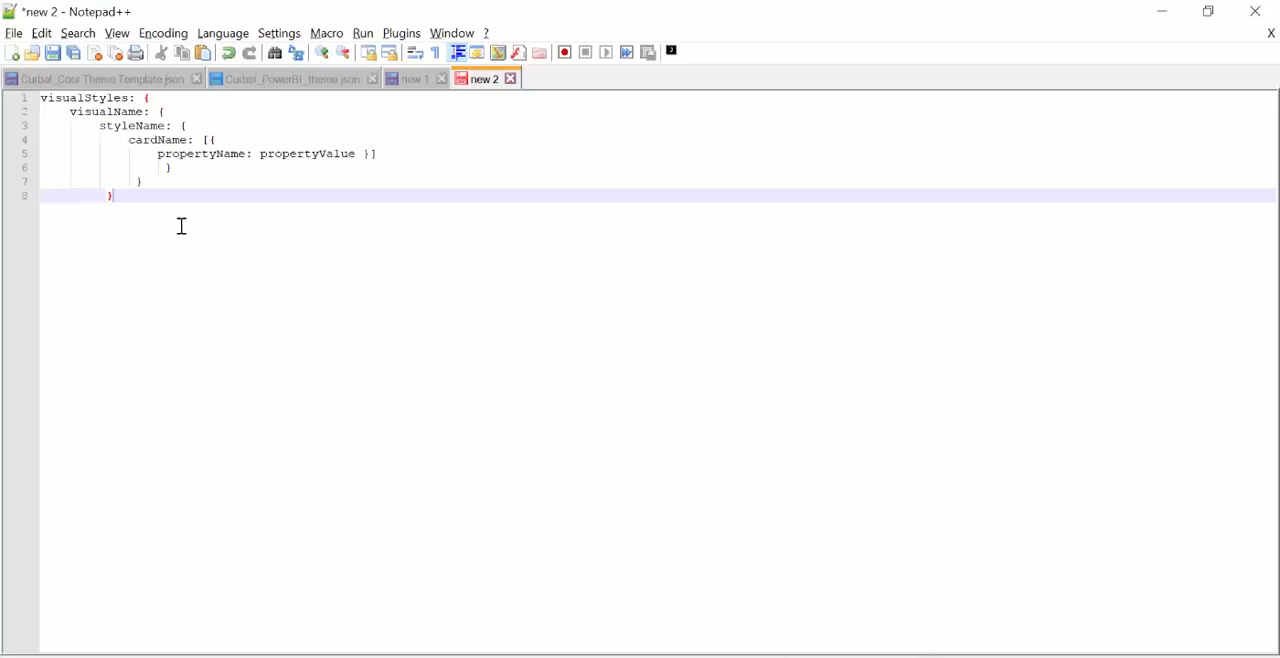 *new 2 - Notepad++
File Edit Search View Encoding Language Settings Macro Run Plugins Window ? X
Curbal_Coor Theme Template.json Curbal_PowerBI_theme.json new 1 new 2
1 visualStyles: {
2 visualName: {
3 styleName: {
4 cardName: [{
5 propertyName: propertyValue }]
6 }
7 }
8 }